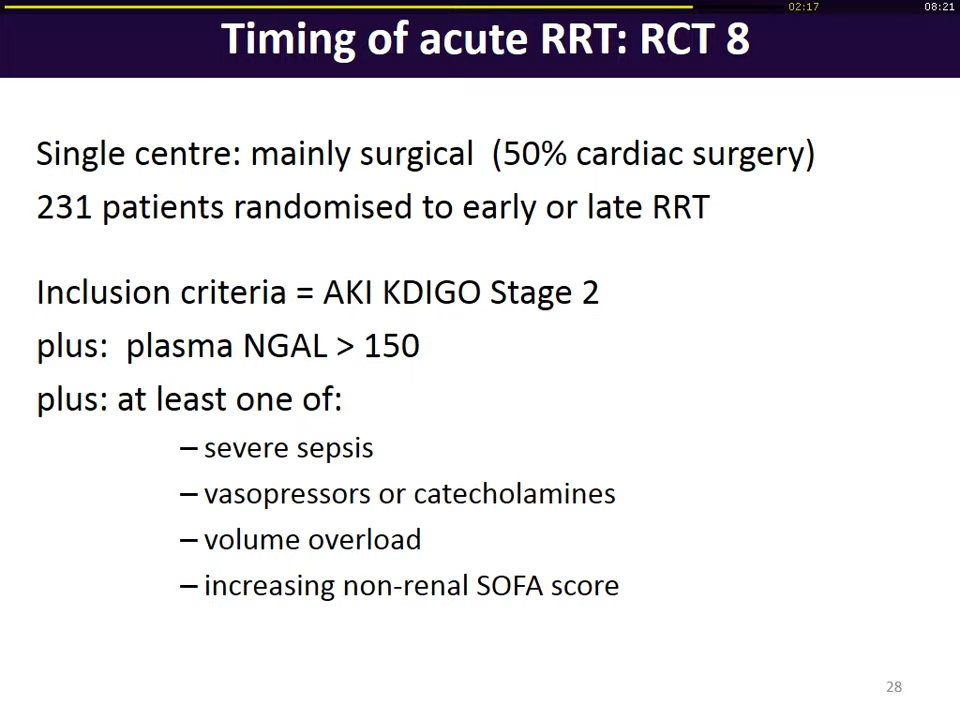 02:17
08:21
Timing of acute RRT: RCT 8
Single centre: mainly surgical (50% cardiac surgery)
231 patients randomised to early or late RRT
Inclusion criteria = AKI KDIGO Stage 2
plus: plasma NGAL > 150
plus: at least one of:
– severe sepsis
– vasopressors or catecholamines
– volume overload
– increasing non-renal SOFA score
28